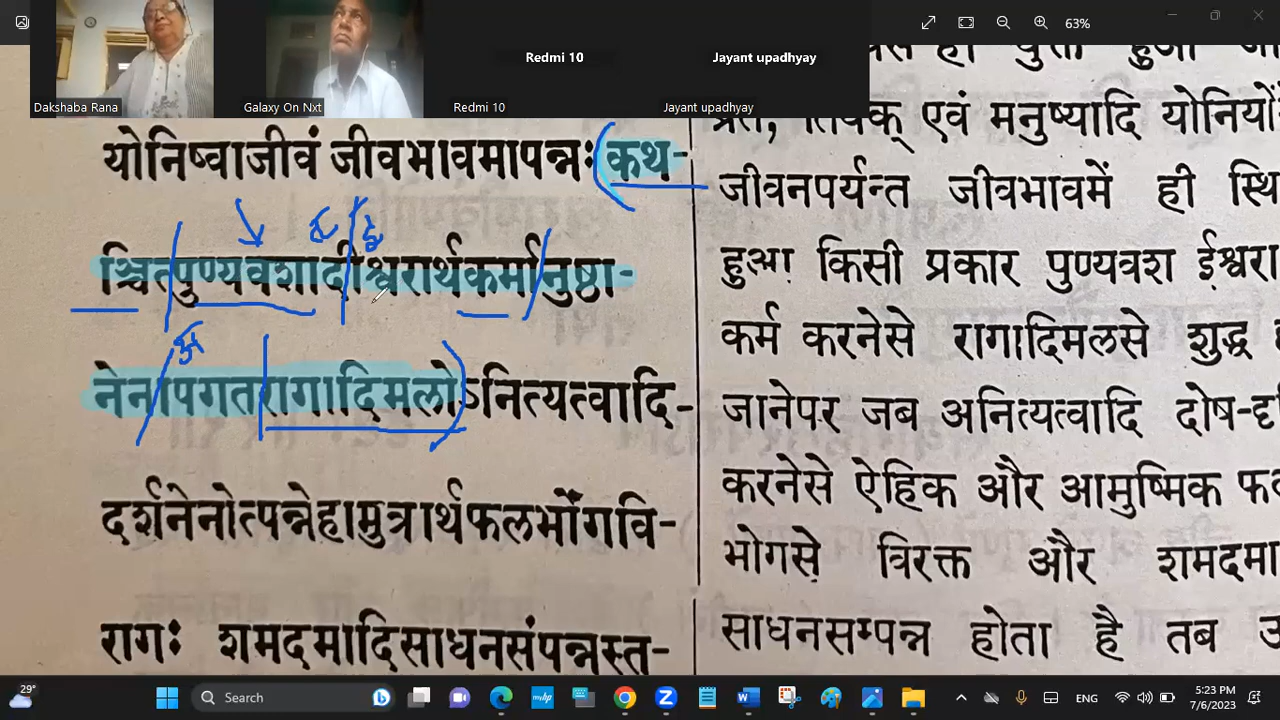 63%
Redmi 10
Jayant upadhyay
Dakshaba Rana
Galaxy On Nxt
Redmi 10
Jayant upadhyay
योनिष्वाजीवं जीवभावमापन्नः कथ-
ञ्चित्पुण्यवशादीश्वरार्थकर्मानुष्ठा-
नेनापगतरागादिमलोऽनित्यत्वादि-
दर्शनेनोत्पन्नेहामुत्रार्थफलभोगवि-
रागः शमदमादिसाधनसंपन्नस्त-
एवं मनुष्यादि योनियों
जीवनपर्यन्त जीवभावमें ही स्थि
हुआ किसी प्रकार पुण्यवश ईश्वरा
कर्म करनेसे रागादिमलसे शुद्ध
जानेपर जब अनित्यत्वादि दोष-दृ
करनेसे ऐहिक और आमुष्मिक फ
भोगसे विरक्त और शमदमा
साधनसम्पन्न होता है तब उ
29°
Search
ENG
5:23 PM
7/6/2023